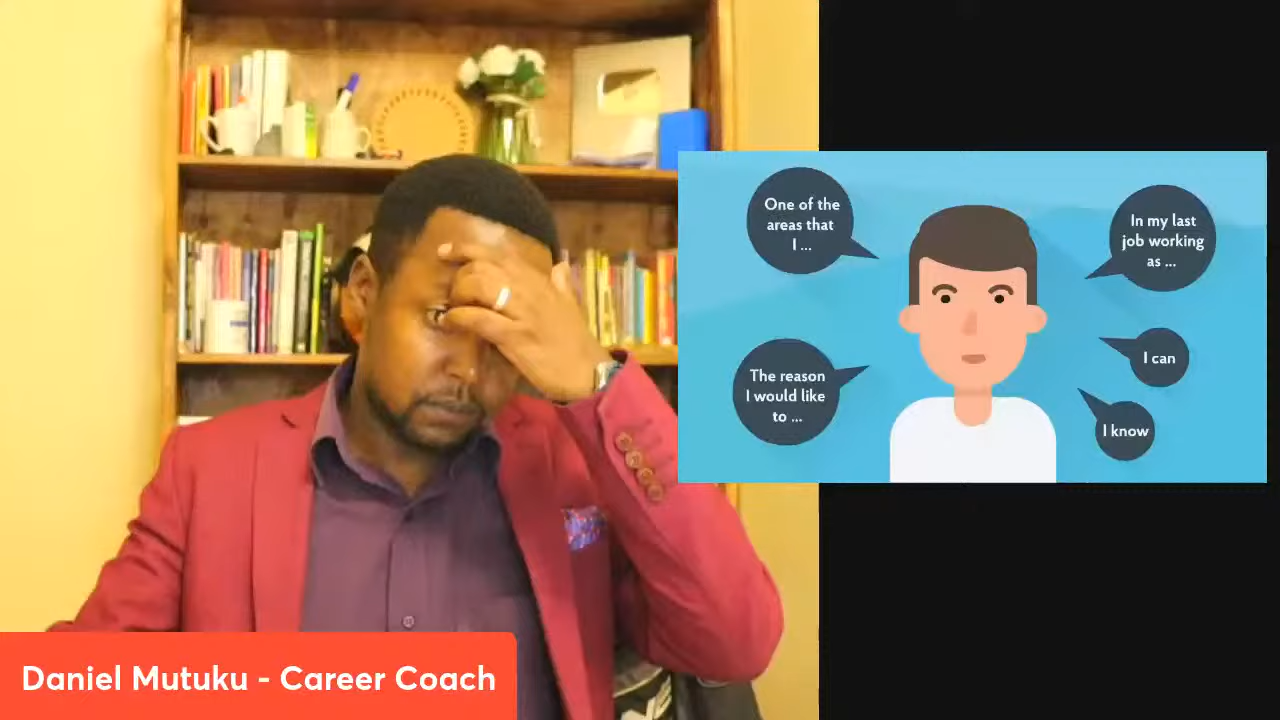 One of the
areas that
I ...
In my last
job working
as ...
The reason
I would like
to ...
I can
I know
Daniel Mutuku - Career Coach